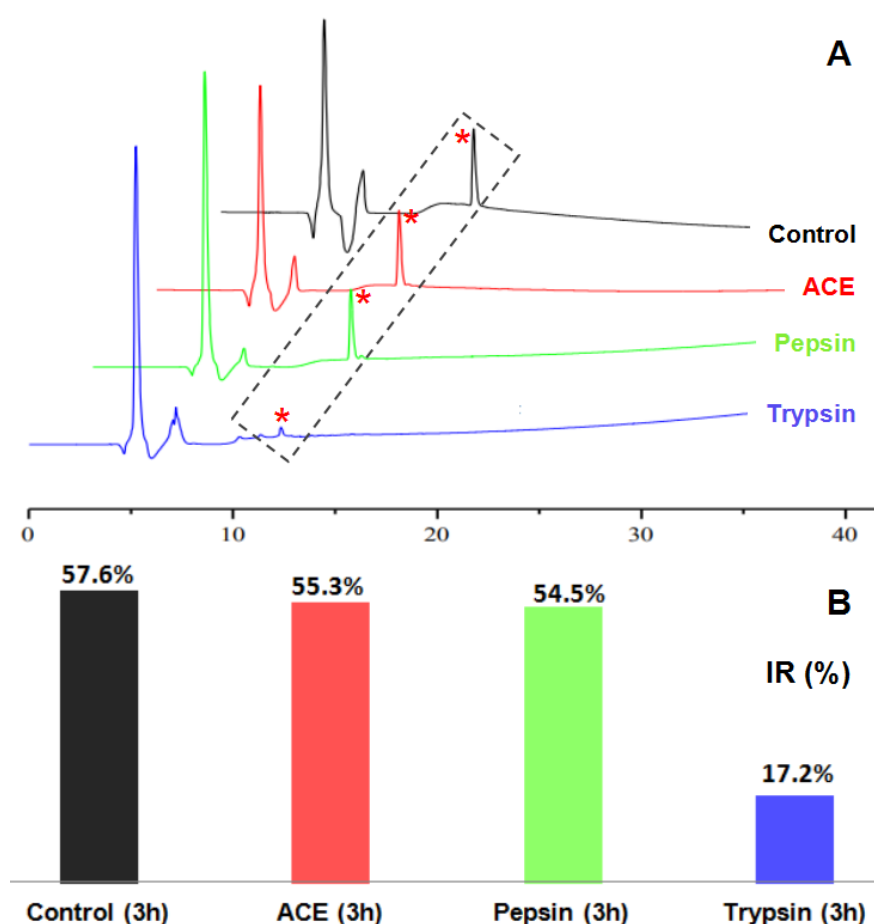 A
*
*
*
*
Control
ACE
Pepsin
Trypsin
0 10 20 30 40
57.6% 55.3% 54.5% 17.2%
B
IR (%)
Control (3h) ACE (3h) Pepsin (3h) Trypsin (3h)